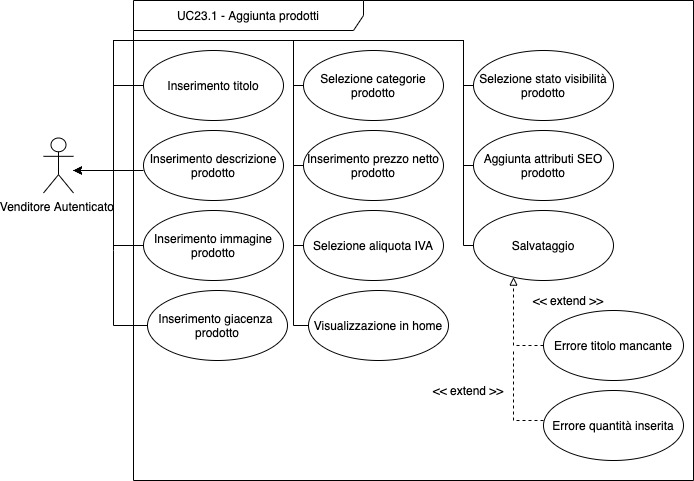 UC23.1 - Aggiunta prodotti
Inserimento titolo
Selezione categorie
prodotto
Selezione stato visibilità
prodotto
Inserimento descrizione
prodotto
Inserimento prezzo netto
prodotto
Aggiunta attributi SEO
prodotto
Venditore Autenticato
Inserimento immagine
prodotto
Selezione aliquota IVA
Salvataggio
Inserimento giacenza
prodotto
Visualizzazione in home
<< extend >>
Errore titolo mancante
<< extend >>
Errore quantità inserita